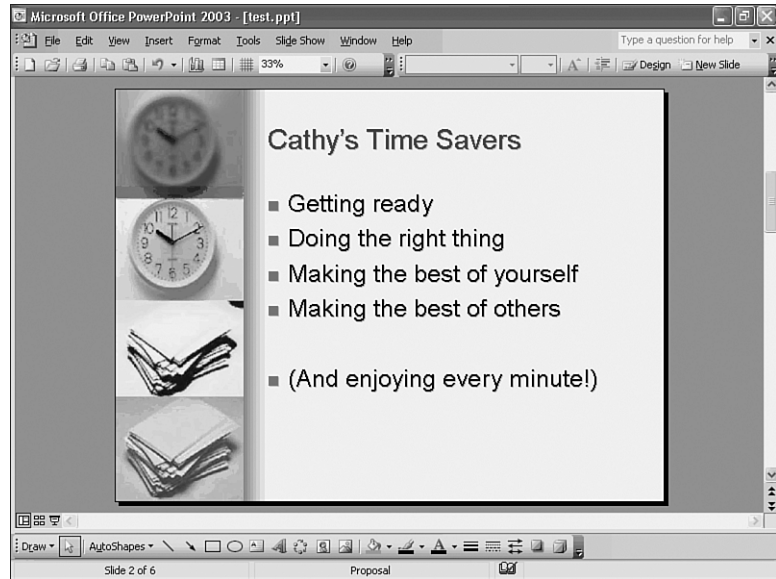 Microsoft Office PowerPoint 2003 - [test.ppt]
File Edit View Insert Format Tools Slide Show Window Help Type a question for help
33% Design New Slide
Cathy's Time Savers
Getting ready
Doing the right thing
Making the best of yourself
Making the best of others
(And enjoying every minute!)
Draw AutoShapes
Slide 2 of 6 Proposal